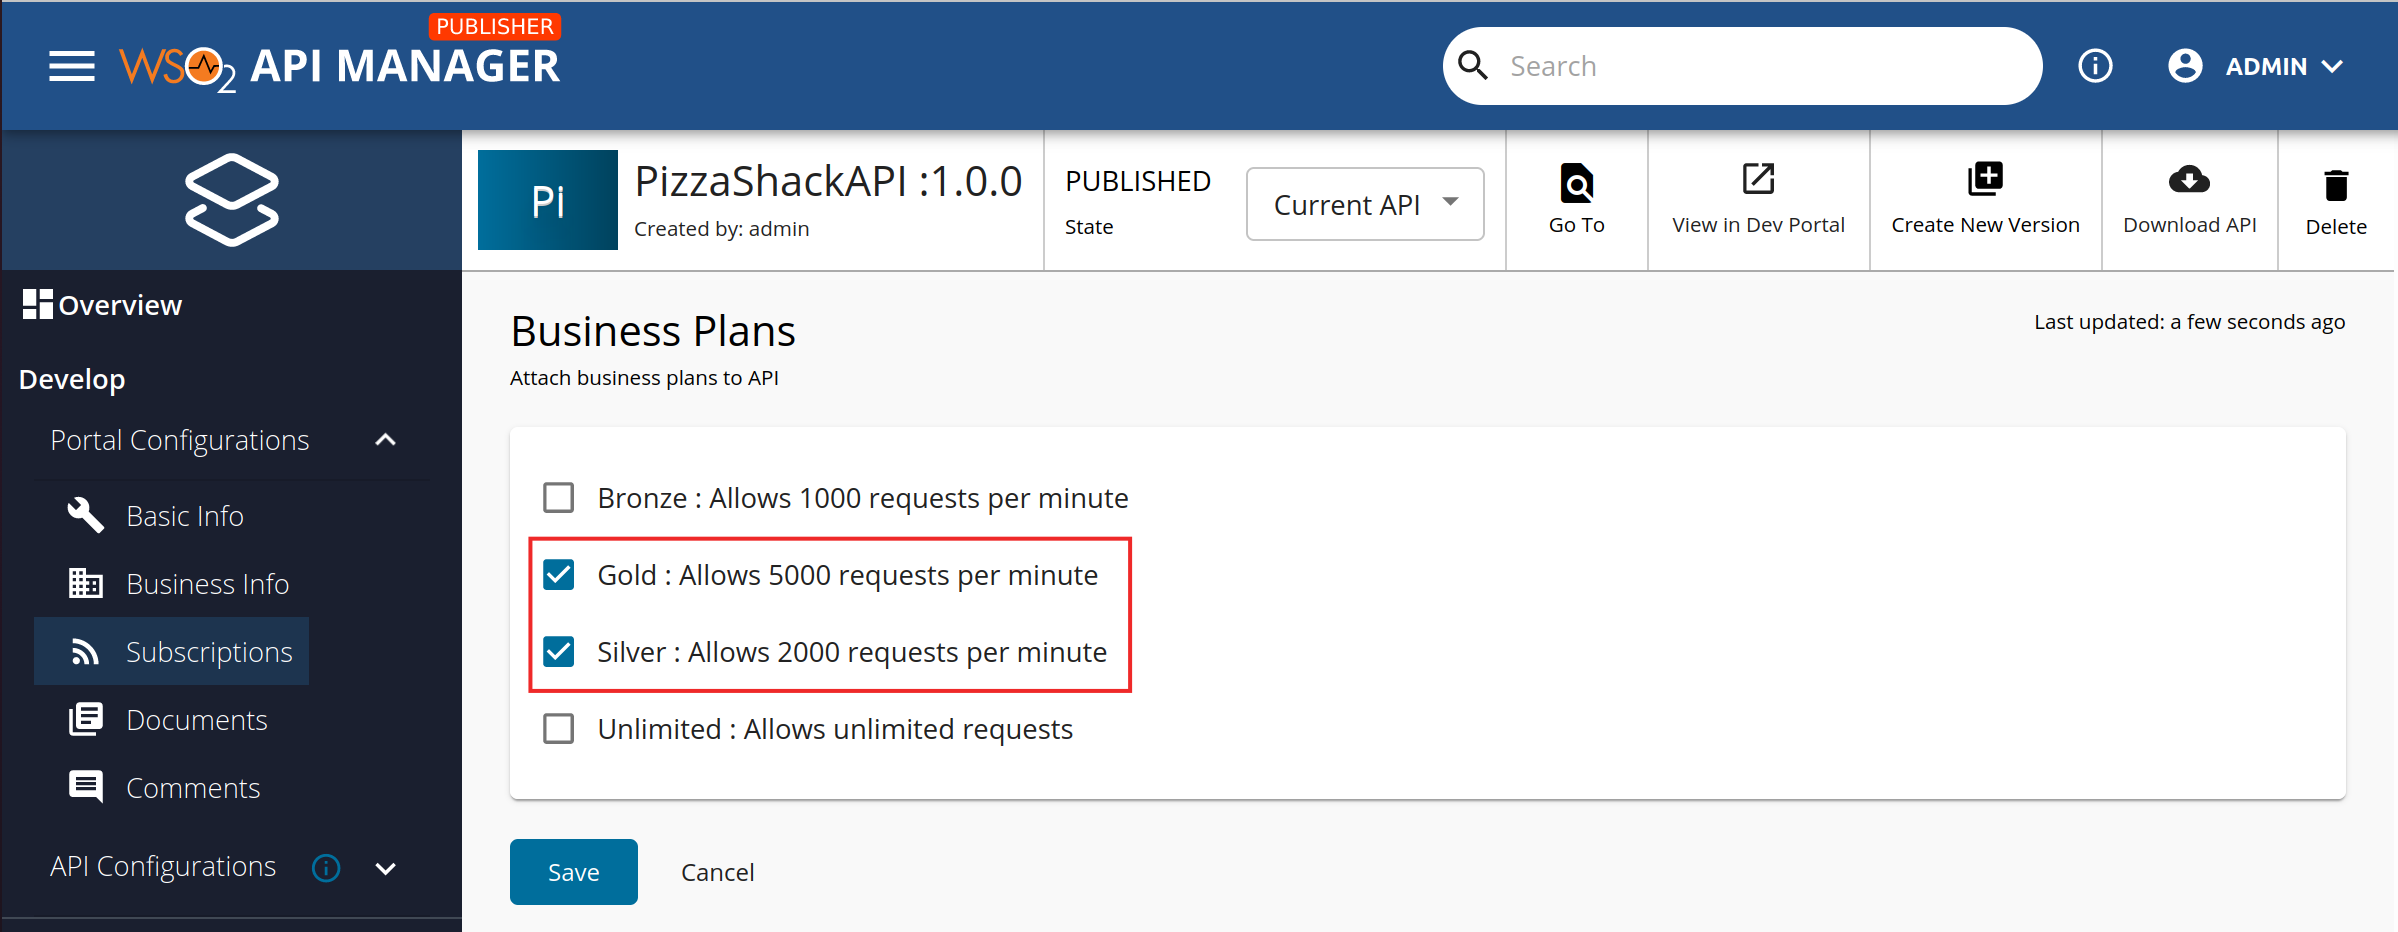 PUBLISHER
WSO2 API MANAGER
Search
ADMIN
Pi
PizzaShackAPI :1.0.0
Created by: admin
PUBLISHED
State
Current API
Go To
View in Dev Portal
Create New Version
Download API
Delete
Overview
Develop
Portal Configurations
Basic Info
Business Info
Subscriptions
Documents
Comments
API Configurations
Business Plans
Last updated: a few seconds ago
Attach business plans to API
Bronze : Allows 1000 requests per minute
Gold : Allows 5000 requests per minute
Silver : Allows 2000 requests per minute
Unlimited : Allows unlimited requests
Save
Cancel